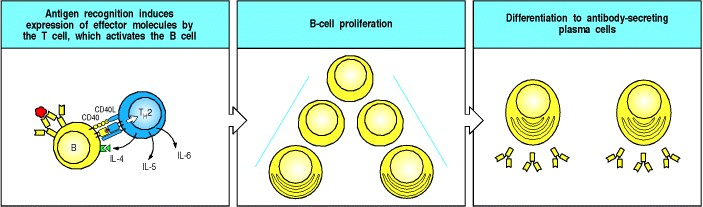 Antigen recognition induces
expression of effector molecules by
the T cell, which activates the B cell
CD40L
CD40
TH2
B
IL-4
IL-5
IL-6
B-cell proliferation
Differentiation to antibody-secreting
plasma cells